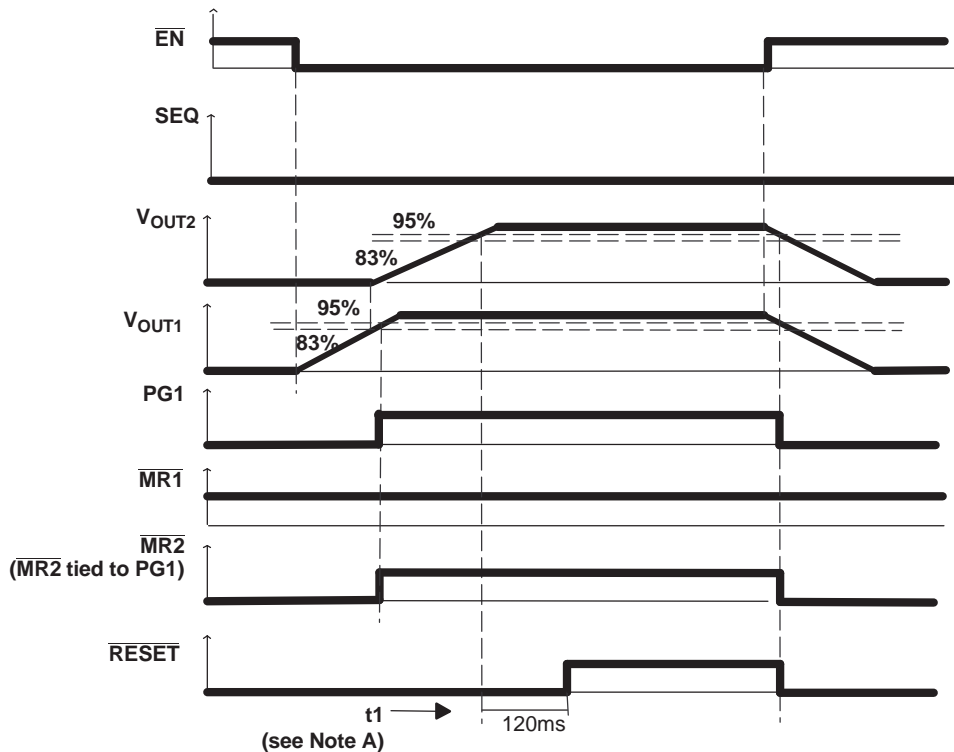 EN
SEQ
VOUT2
95%
83%
VOUT1
95%
83%
PG1
MR1
MR2
(MR2 tied to PG1)
RESET
t1
(see Note A)
120ms